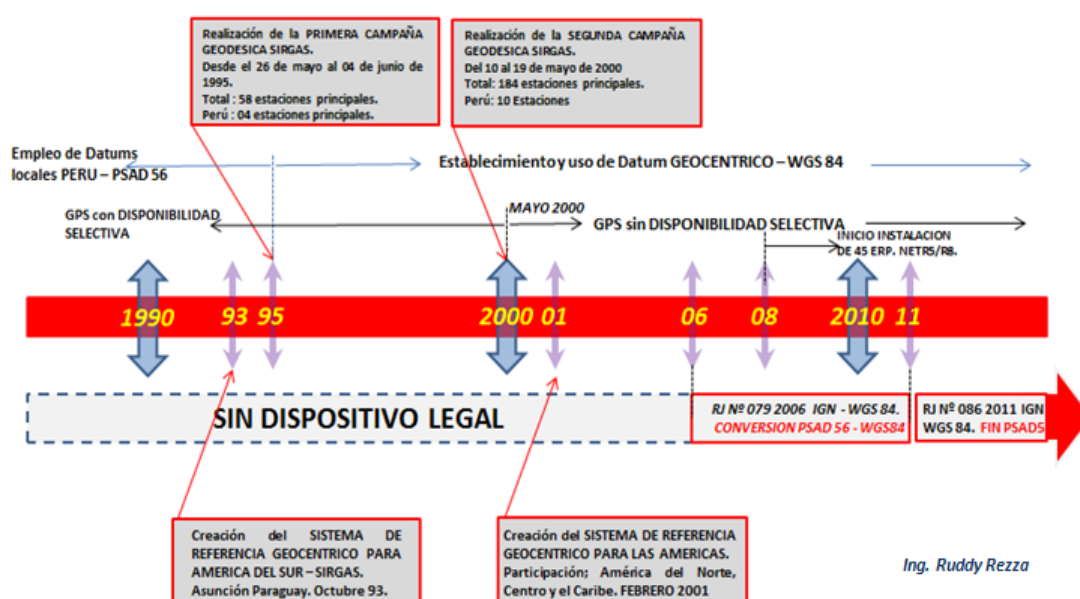 Realización de la PRIMERA CAMPAÑA
GEODESICA SIRGAS.
Desde el 26 de mayo al 04 de junio de
1995.
Total : 58 estaciones principales.
Perú : 04 estaciones principales.
Realización de la SEGUNDA CAMPAÑA
GEODESICA SIRGAS.
Del 10 al 19 de mayo de 2000
Total: 184 estaciones principales.
Perú: 10 Estaciones
Empleo de Datums
locales PERU – PSAD 56
Establecimiento y uso de Datum GEOCENTRICO – WGS 84
GPS con DISPONIBILIDAD
SELECTIVA
MAYO 2000
GPS sin DISPONIBILIDAD SELECTIVA
INICIO INSTALACION
DE 45 ERP. NETR5/R8.
1990 93 95 2000 01 06 08 2010 11
SIN DISPOSITIVO LEGAL
RJ Nº 079 2006 IGN - WGS 84.
CONVERSION PSAD 56 - WGS84
RJ Nº 086 2011 IGN
WGS 84. FIN PSAD5
Creación del SISTEMA DE
REFERENCIA GEOCENTRICO PARA
AMERICA DEL SUR – SIRGAS.
Asunción Paraguay. Octubre 93.
Creación del SISTEMA DE REFERENCIA
GEOCENTRICO PARA LAS AMERICAS.
Participación; América del Norte,
Centro y el Caribe. FEBRERO 2001
Ing. Ruddy Rezza